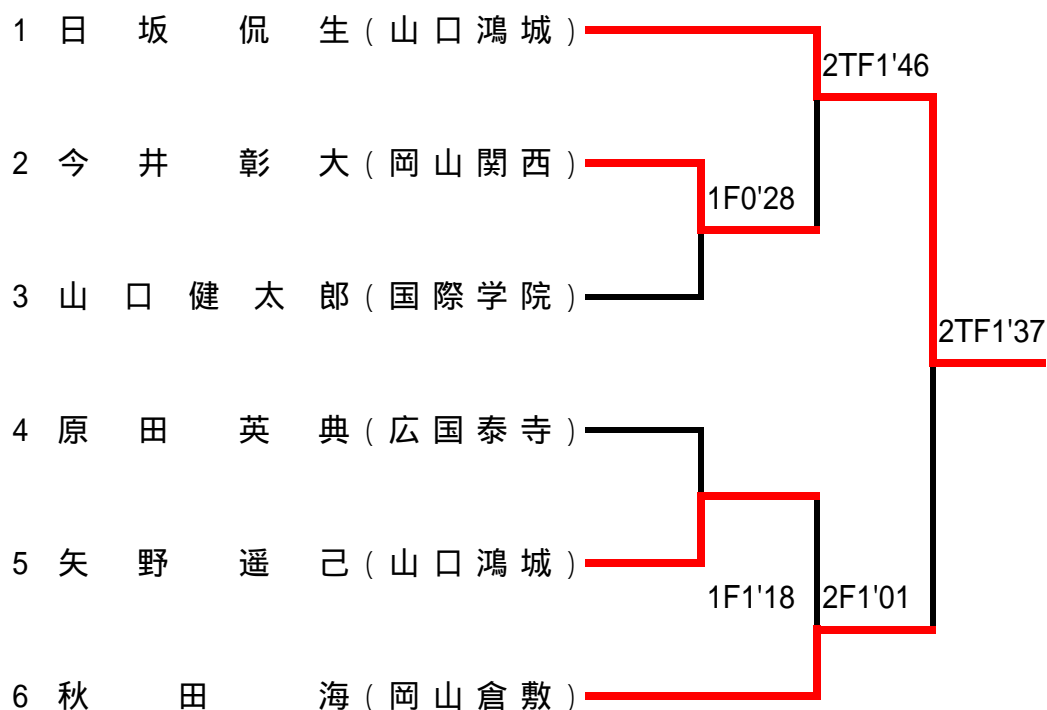 1 日坂侃生(山口鴻城)
2TF1'46
2 今井彰大(岡山関西)
1F0'28
3 山口健太郎(国際学院)
2TF1'37
4 原田英典(広国泰寺)
5 矢野遥己(山口鴻城)
1F1'18 2F1'01
6 秋田海(岡山倉敷)